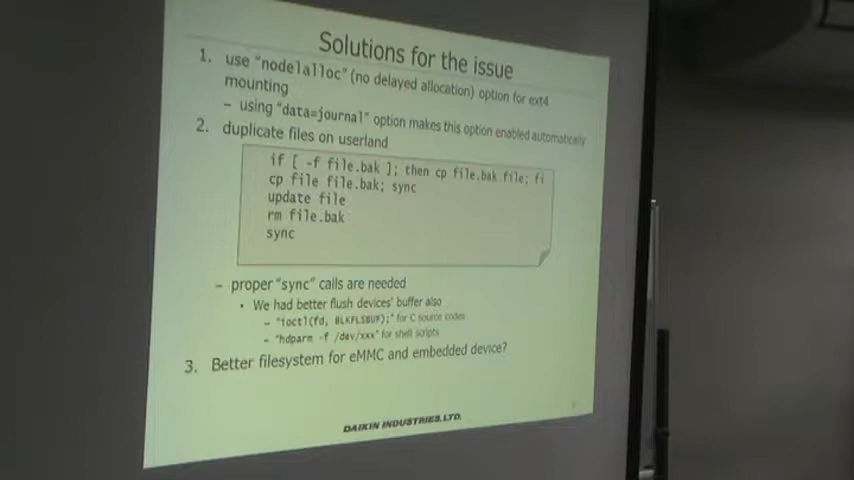 Solutions for the issue
1. use "nodelalloc" (no delayed allocation) option for ext4
mounting
– using "data=journal" option makes this option enabled automatically
2. duplicate files on userland
if [ -f file.bak ]; then cp file.bak file; fi
cp file file.bak; sync
update file
rm file.bak
sync
– proper "sync" calls are needed
• We had better flush devices' buffer also
– "ioctl(fd, BLKFLSBUF);" for C source codes
– "hdparm -f /dev/xxx" for shell scripts
3. Better filesystem for eMMC and embedded device?
DAIKIN INDUSTRIES, LTD.